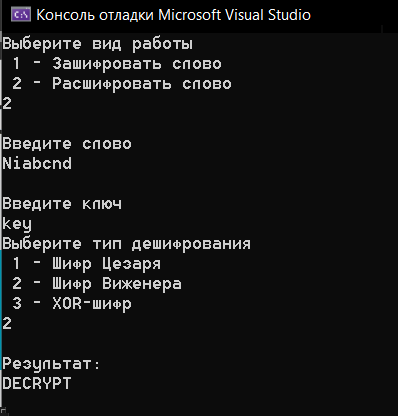 Консоль отладки Microsoft Visual Studio
Выберите вид работы
1 - Зашифровать слово
2 - Расшифровать слово
2
Введите слово
Niabcnd
Введите ключ
key
Выберите тип дешифрования
1 - Шифр Цезаря
2 - Шифр Виженера
3 - XOR-шифр
2
Результат:
DECRYPT